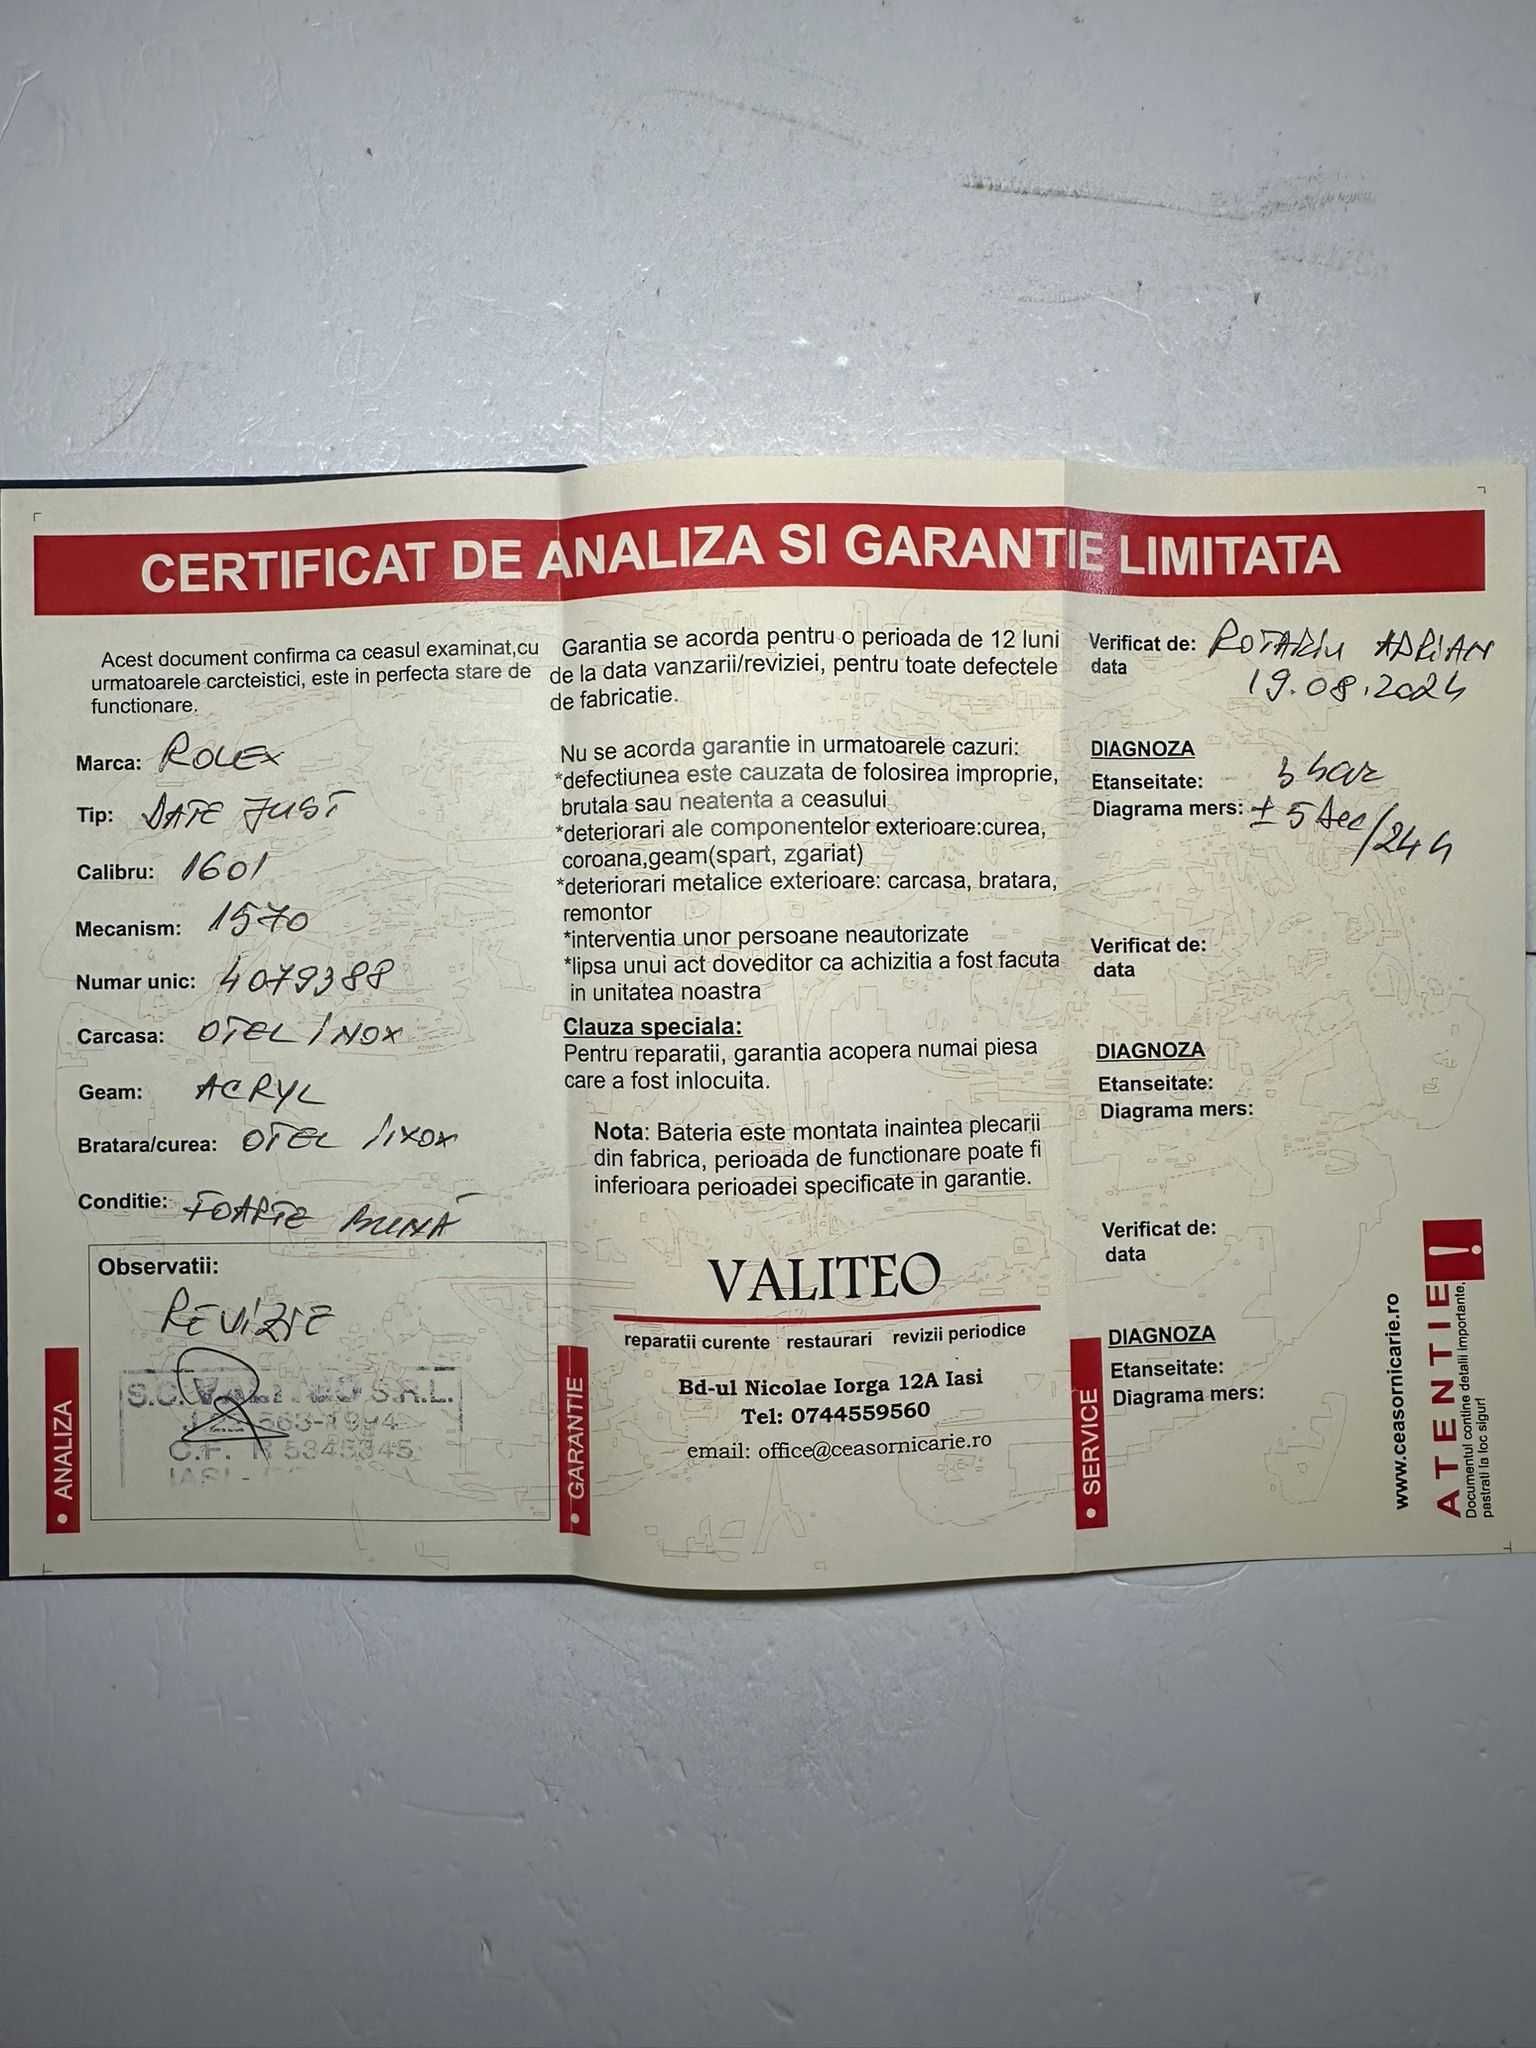 CERTIFICAT DE ANALIZA SI GARANTIE LIMITATA
Acest document confirma ca ceasul examinat,cu
urmatoarele carcteistici, este in perfecta stare de
functionare.
Marca: ROLEX
Tip: DATE JUST
Calibru: 1601
Mecanism: 1570
Numar unic: 4079388
Carcasa: OTEL INOX
Geam: ACRYL
Bratara/curea: OTEL INOX
Conditie: FOARTE BUNĂ
Observatii:
REVIZIE
S.C. VALITEO S.R.L.
563-1994
C.F. R 5345345
IASI -
ANALIZA
Garantia se acorda pentru o perioada de 12 luni
de la data vanzarii/reviziei, pentru toate defectele
de fabricatie.
Nu se acorda garantie in urmatoarele cazuri:
*defectiunea este cauzata de folosirea improprie,
brutala sau neatenta a ceasului
*deteriorari ale componentelor exterioare:curea,
coroana,geam(spart, zgariat)
*deteriorari metalice exterioare: carcasa, bratara,
remontor
*interventia unor persoane neautorizate
*lipsa unui act doveditor ca achizitia a fost facuta
in unitatea noastra
Clauza speciala:
Pentru reparatii, garantia acopera numai piesa
care a fost inlocuita.
Nota: Bateria este montata inaintea plecarii
din fabrica, perioada de functionare poate fi
inferioara perioadei specificate in garantie.
VALITEO
reparatii curente restaurari revizii periodice
Bd-ul Nicolae Iorga 12A Iasi
Tel: 0744559560
email: office@ceasornicarie.ro
GARANTIE
Verificat de: ROTARIU ADRIAN
data 19.08.2024
DIAGNOZA
Etanseitate: 3 bar
Diagrama mers: ± 5 sec/24h
Verificat de:
data
DIAGNOZA
Etanseitate:
Diagrama mers:
Verificat de:
data
DIAGNOZA
Etanseitate:
Diagrama mers:
SERVICE
www.ceasornicarie.ro
ATENTIE!
Documentul contine detalii importante,
pastrati la loc sigur!